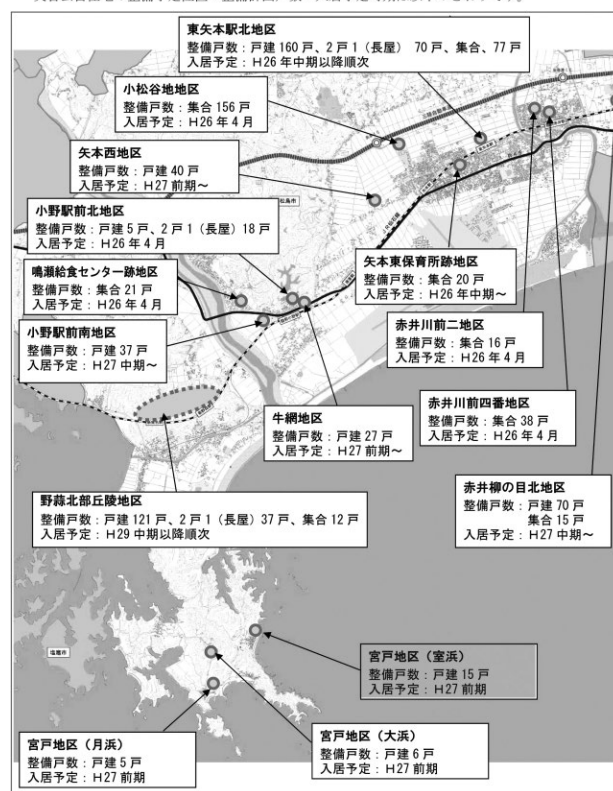 東矢本駅北地区
整備戸数：戸建 160 戸、2 戸 1（長屋） 70 戸、集合、77 戸
入居予定：H26 年中期以降順次
小松谷地地区
整備戸数：集合 156 戸
入居予定：H26 年 4 月
矢本西地区
整備戸数：戸建 40 戸
入居予定：H27 前期～
小野駅前北地区
整備戸数：戸建 5 戸、2 戸 1（長屋）18 戸
入居予定：H26 年 4 月
鳴瀬給食センター跡地区
整備戸数：集合 21 戸
入居予定：H26 年 4 月
小野駅前南地区
整備戸数：戸建 37 戸
入居予定：H27 中期～
矢本東保育所跡地区
整備戸数：集合 20 戸
入居予定：H26 年中期～
赤井川前二地区
整備戸数：集合 16 戸
入居予定：H26 年 4 月
牛網地区
整備戸数：戸建 27 戸
入居予定：H27 前期～
赤井川前四番地区
整備戸数：集合 38 戸
入居予定：H26 年 4 月
野蒜北部丘陵地区
整備戸数：戸建 121 戸、2 戸 1（長屋）37 戸、集合 12 戸
入居予定：H29 中期以降順次
赤井柳の目北地区
整備戸数：戸建 70 戸
集合 15 戸
入居予定：H27 中期～
宮戸地区（室浜）
整備戸数：戸建 15 戸
入居予定：H27 前期
宮戸地区（月浜）
整備戸数：戸建 5 戸
入居予定：H27 前期
宮戸地区（大浜）
整備戸数：戸建 6 戸
入居予定：H27 前期